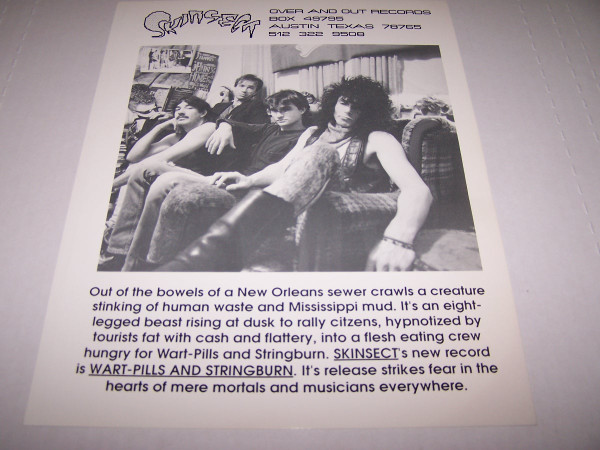 SKINSECT
OVER AND OUT RECORDS
BOX 49795
AUSTIN TEXAS 78765
512 322 9508
Out of the bowels of a New Orleans sewer crawls a creature
stinking of human waste and Mississippi mud. It's an eight-
legged beast rising at dusk to rally citzens, hypnotized by
tourists fat with cash and flattery, into a flesh eating crew
hungry for Wart-Pills and Stringburn. SKINSECT's new record
is WART-PILLS AND STRINGBURN. It's release strikes fear in the
hearts of mere mortals and musicians everywhere.